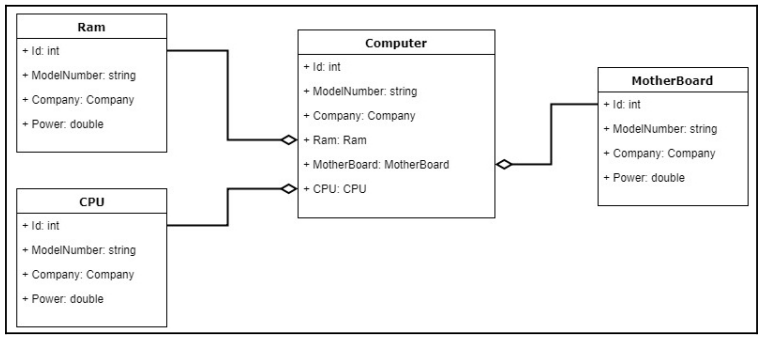 Ram
+ Id: int
+ ModelNumber: string
+ Company: Company
+ Power: double
Computer
+ Id: int
+ ModelNumber: string
+ Company: Company
+ Ram: Ram
+ MotherBoard: MotherBoard
+ CPU: CPU
MotherBoard
+ Id: int
+ ModelNumber: string
+ Company: Company
+ Power: double
CPU
+ Id: int
+ ModelNumber: string
+ Company: Company
+ Power: double